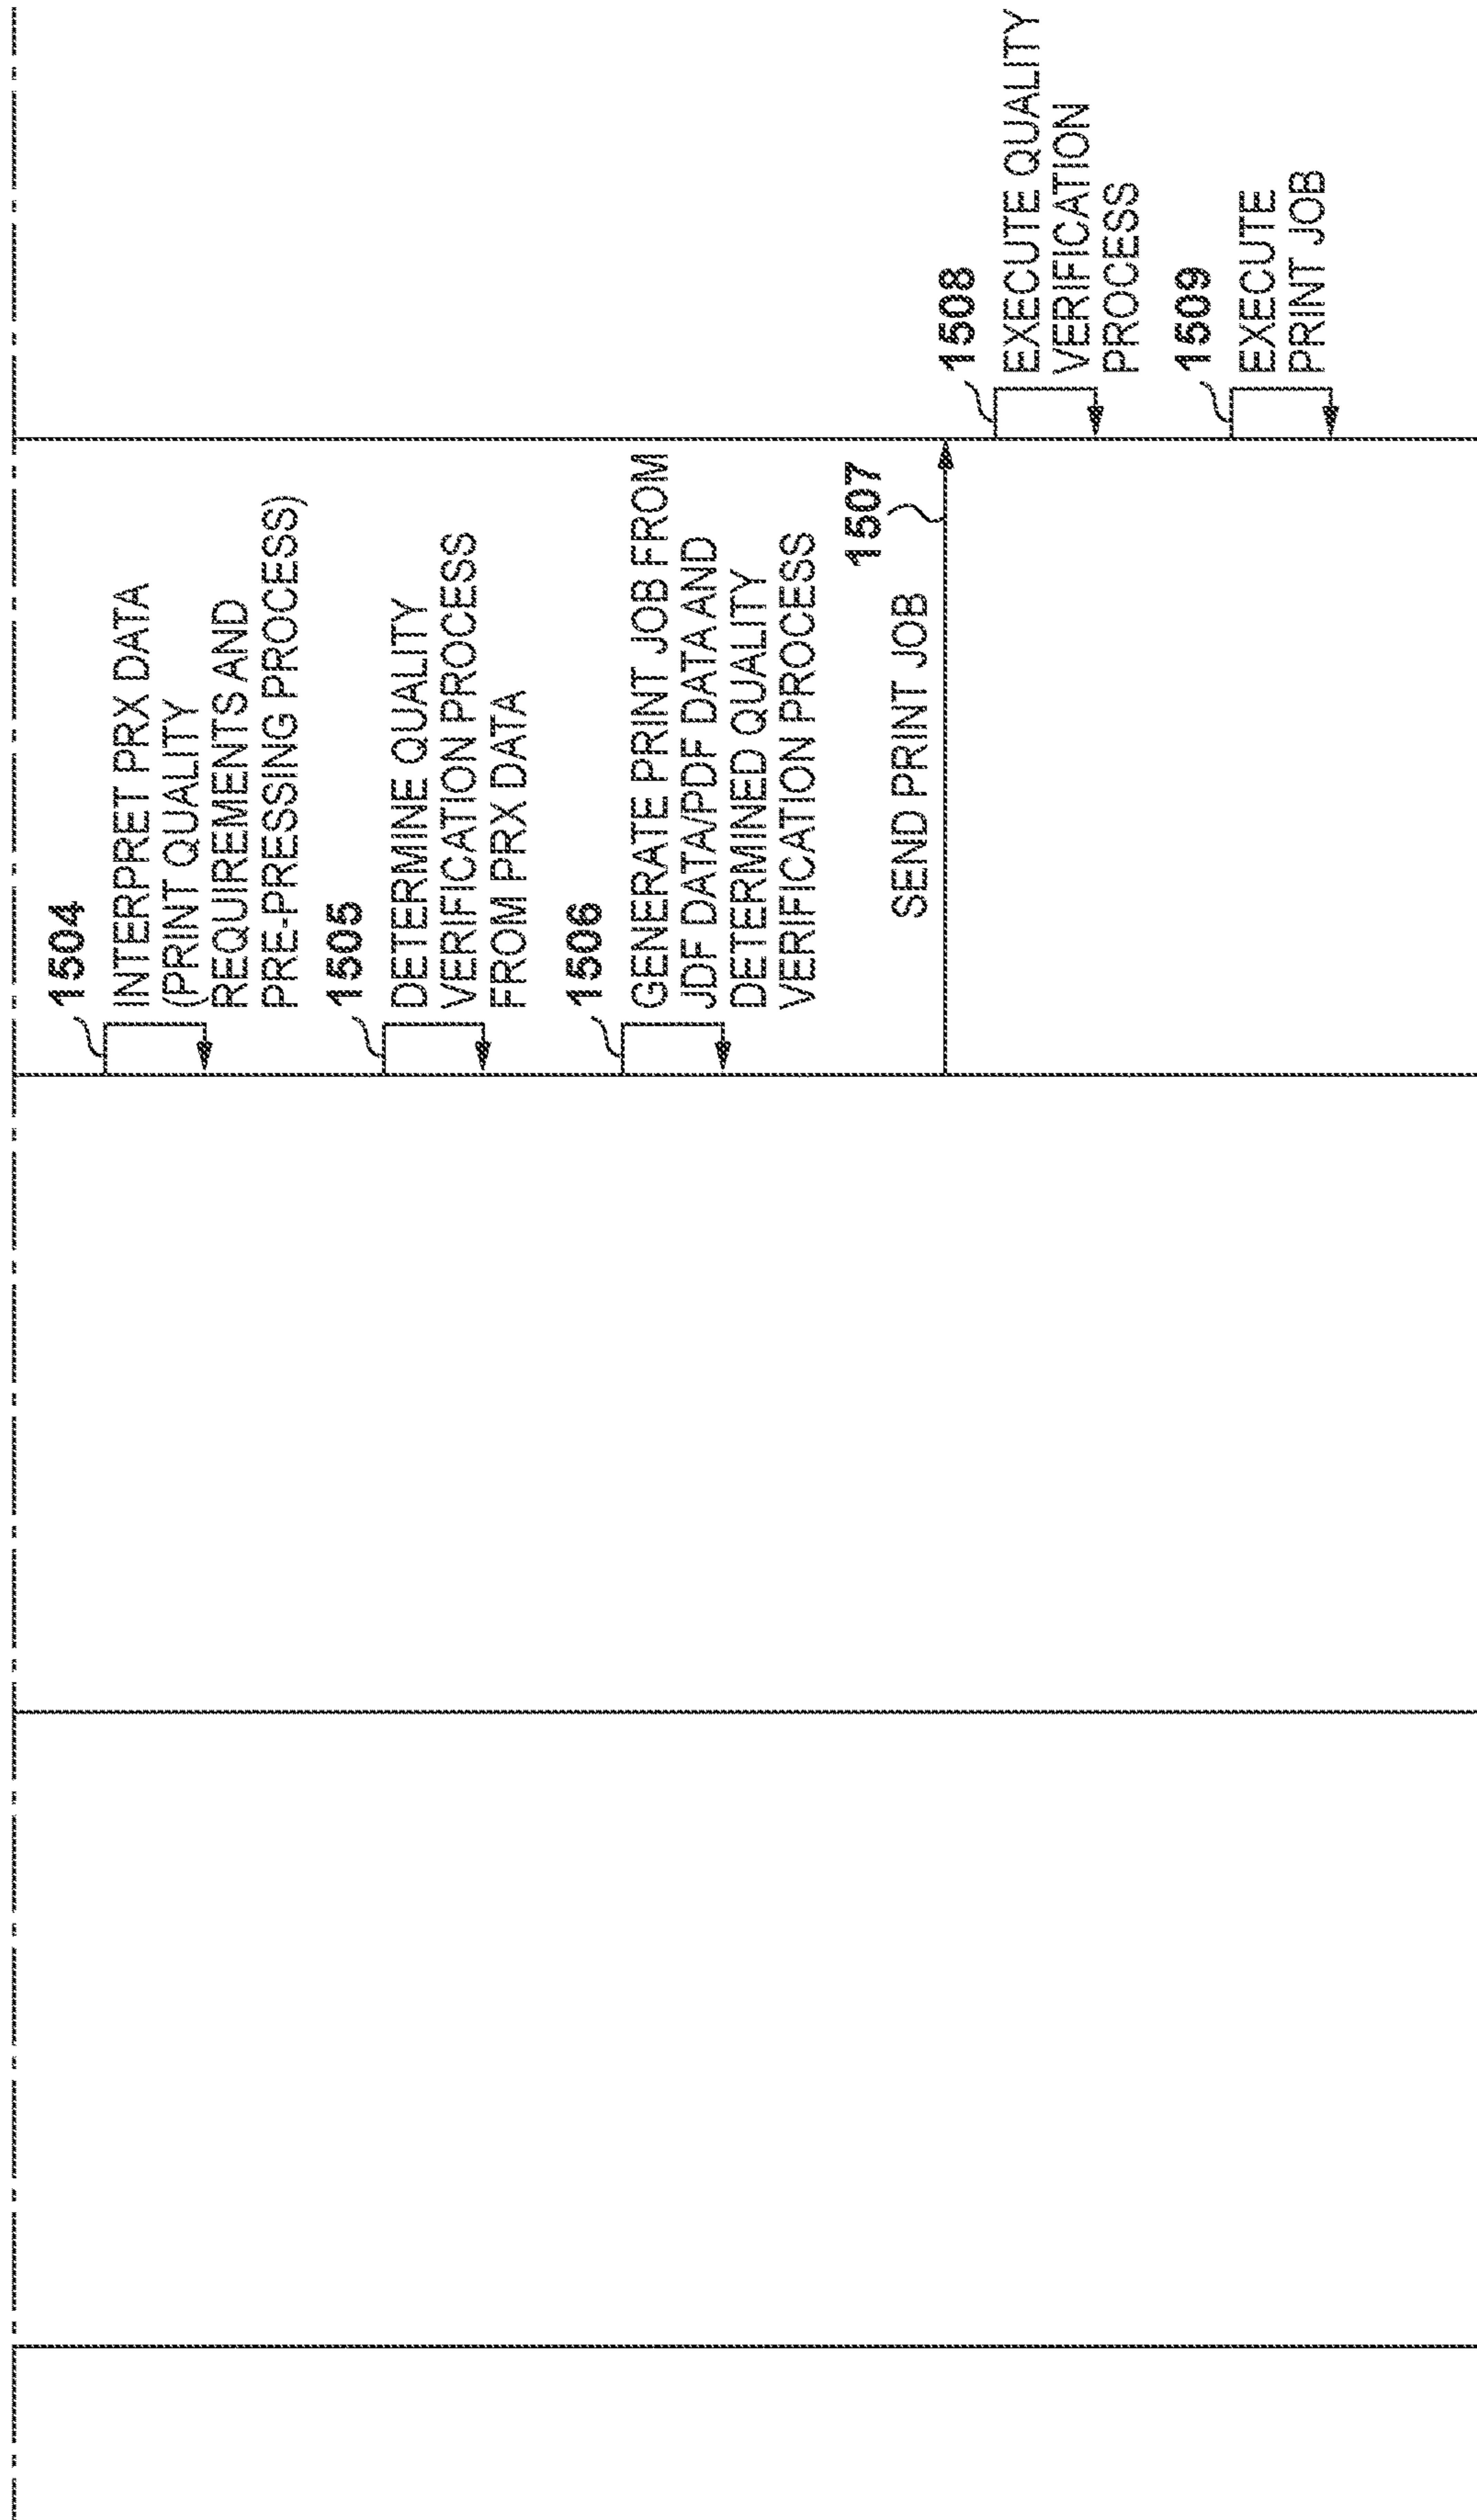 1504
INTERPRET PRX DATA
(PRINT QUALITY
REQUIREMENTS AND
PRE-PRESSING PROCESS)
1505
DETERMINE QUALITY
VERIFICATION PROCESS
FROM PRX DATA
1506
GENERATE PRINT JOB FROM
JDF DATA/PDF DATA AND
DETERMINED QUALITY
VERIFICATION PROCESS
1507
SEND PRINT JOB
1508
EXECUTE QUALITY
VERIFICATION
PROCESS
1509
EXECUTE
PRINT JOB